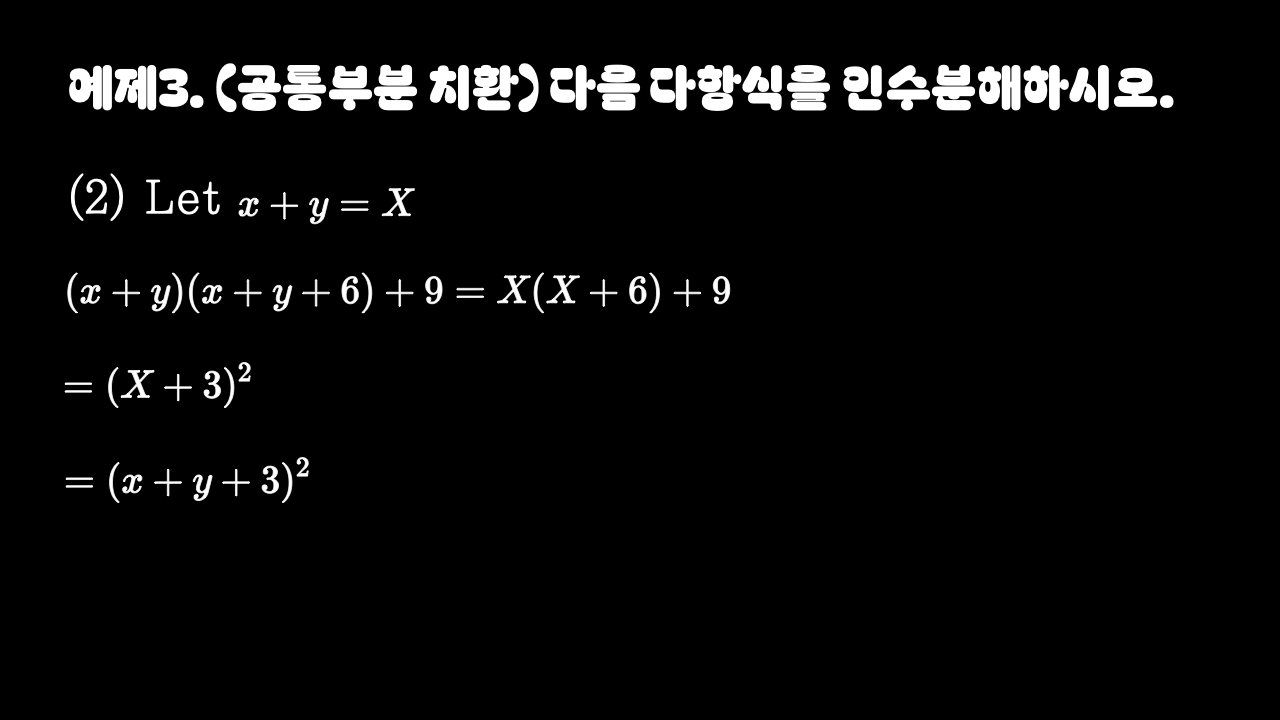 예제3. (공통부분 치환) 다음 다항식을 인수분해하시오.
(2) Let x + y = X
(x + y)(x + y + 6) + 9 = X(X + 6) + 9
= (X + 3)²
= (x + y + 3)²